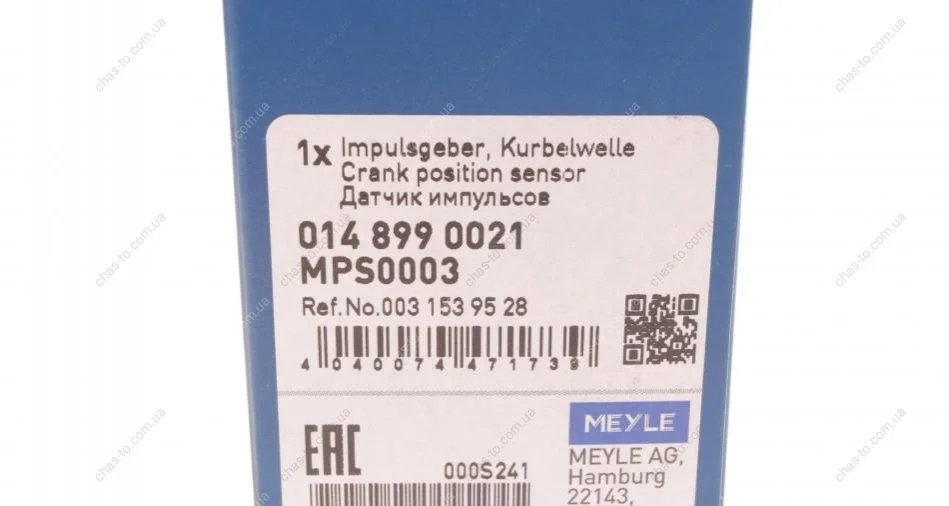 1x Impulsgeber, Kurbelwelle
Crank position sensor
Датчик импульсов
014 899 0021
MPS0003
Ref.No.003 153 95 28
4 040074 471739
EAC
000S241
MEYLE
MEYLE AG,
Hamburg
22143,
chas-to.com.ua